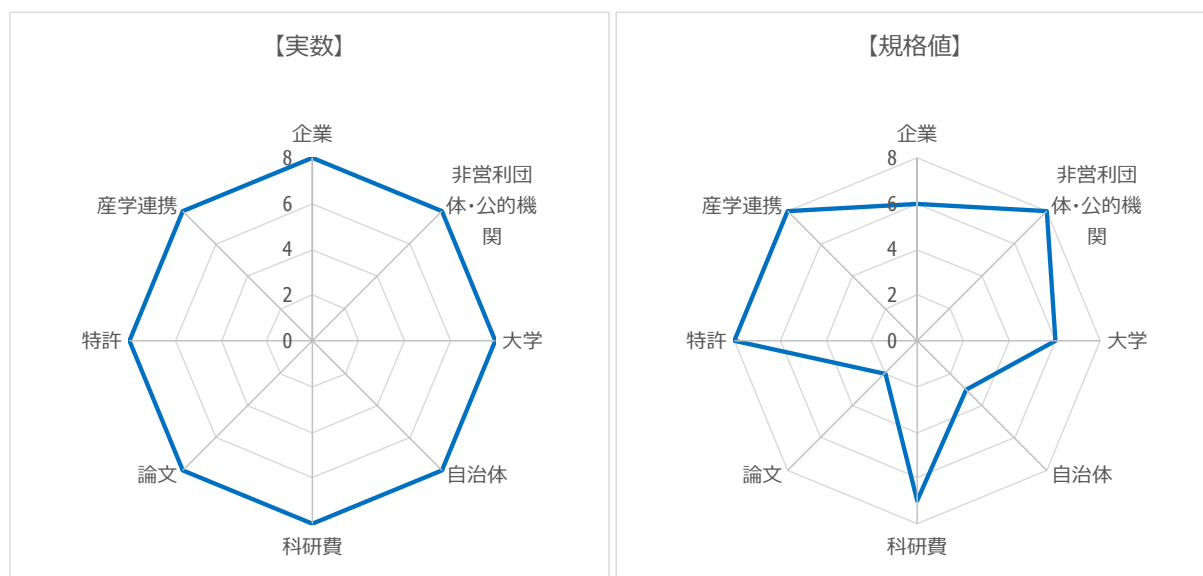 【実数】
企業
非営利団
体・公的機
関
大学
自治体
科研費
論文
特許
産学連携
8
6
4
2
0
【規格値】
企業
非営利団
体・公的機
関
大学
自治体
科研費
論文
特許
産学連携
8
6
4
2
0